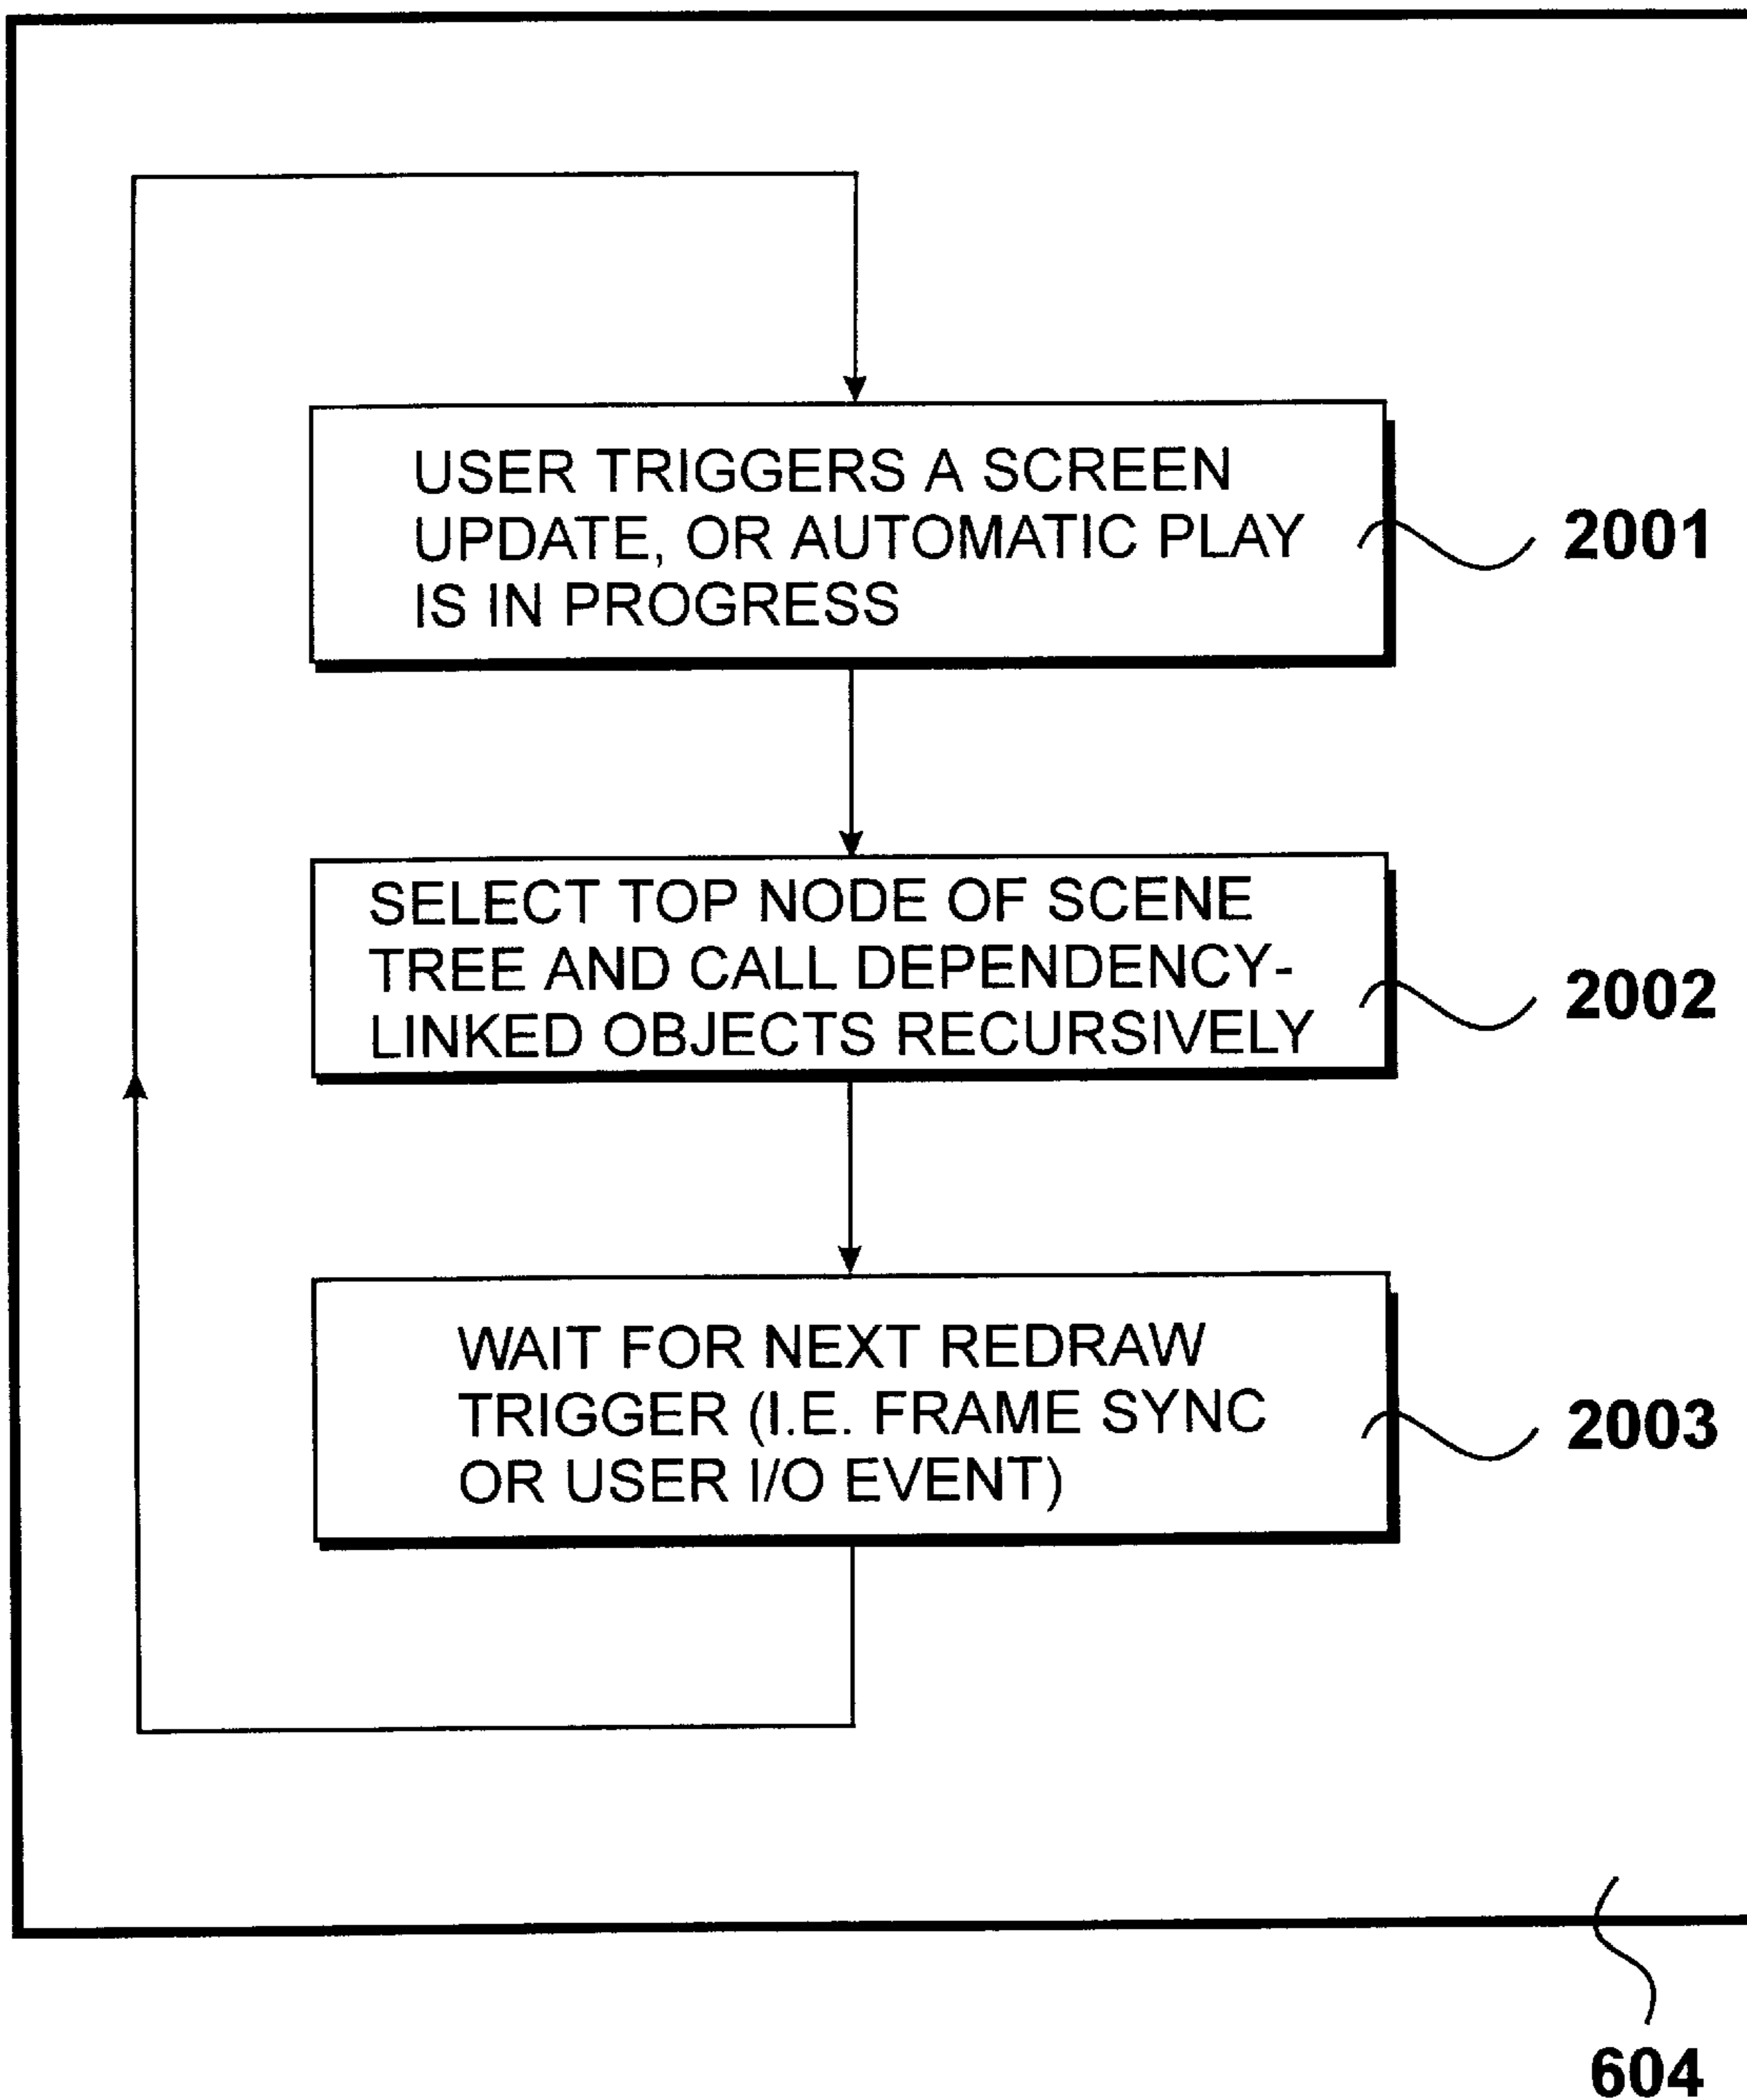 USER TRIGGERS A SCREEN
UPDATE, OR AUTOMATIC PLAY
IS IN PROGRESS
2001
SELECT TOP NODE OF SCENE
TREE AND CALL DEPENDENCY-
LINKED OBJECTS RECURSIVELY
2002
WAIT FOR NEXT REDRAW
TRIGGER (I.E. FRAME SYNC
OR USER I/O EVENT)
2003
604